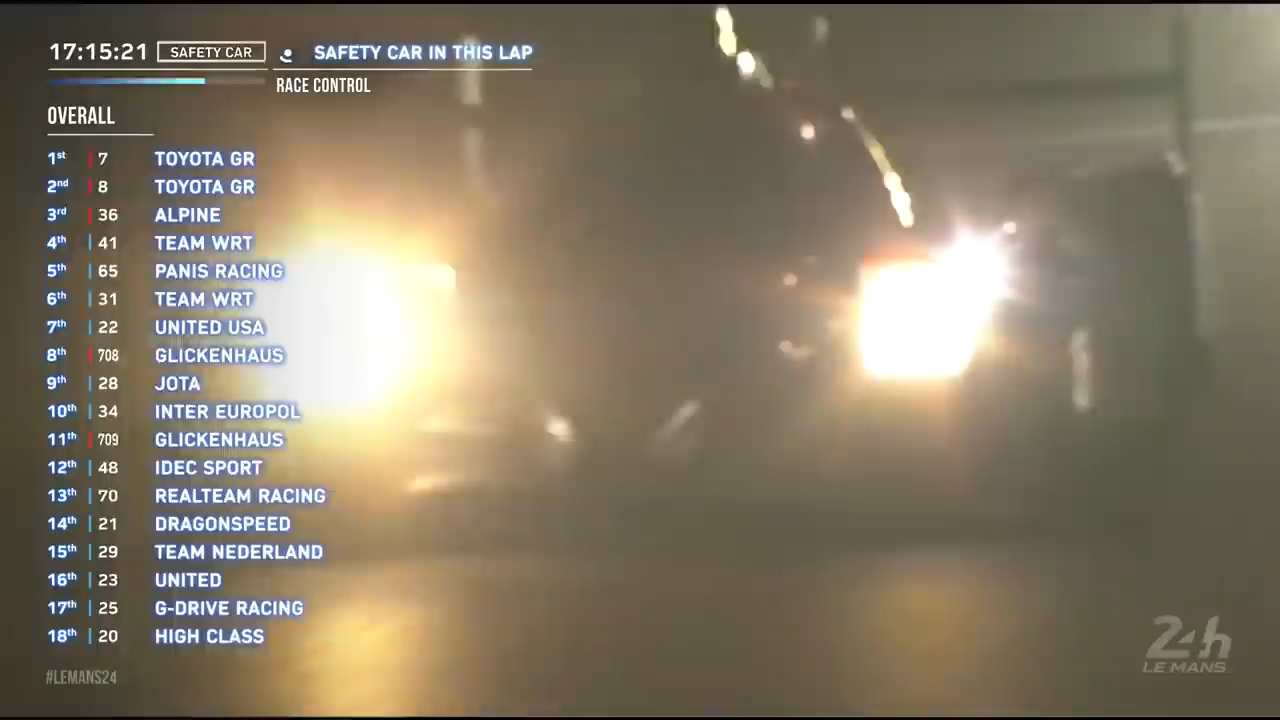 17:15:21 SAFETY CAR SAFETY CAR IN THIS LAP
RACE CONTROL
OVERALL
1st 7 TOYOTA GR
2nd 8 TOYOTA GR
3rd 36 ALPINE
4th 41 TEAM WRT
5th 65 PANIS RACING
6th 31 TEAM WRT
7th 22 UNITED USA
8th 708 GLICKENHAUS
9th 28 JOTA
10th 34 INTER EUROPOL
11th 709 GLICKENHAUS
12th 48 IDEC SPORT
13th 70 REALTEAM RACING
14th 21 DRAGONSPEED
15th 29 TEAM NEDERLAND
16th 23 UNITED
17th 25 G-DRIVE RACING
18th 20 HIGH CLASS
#LEMANS24
24h
LE MANS